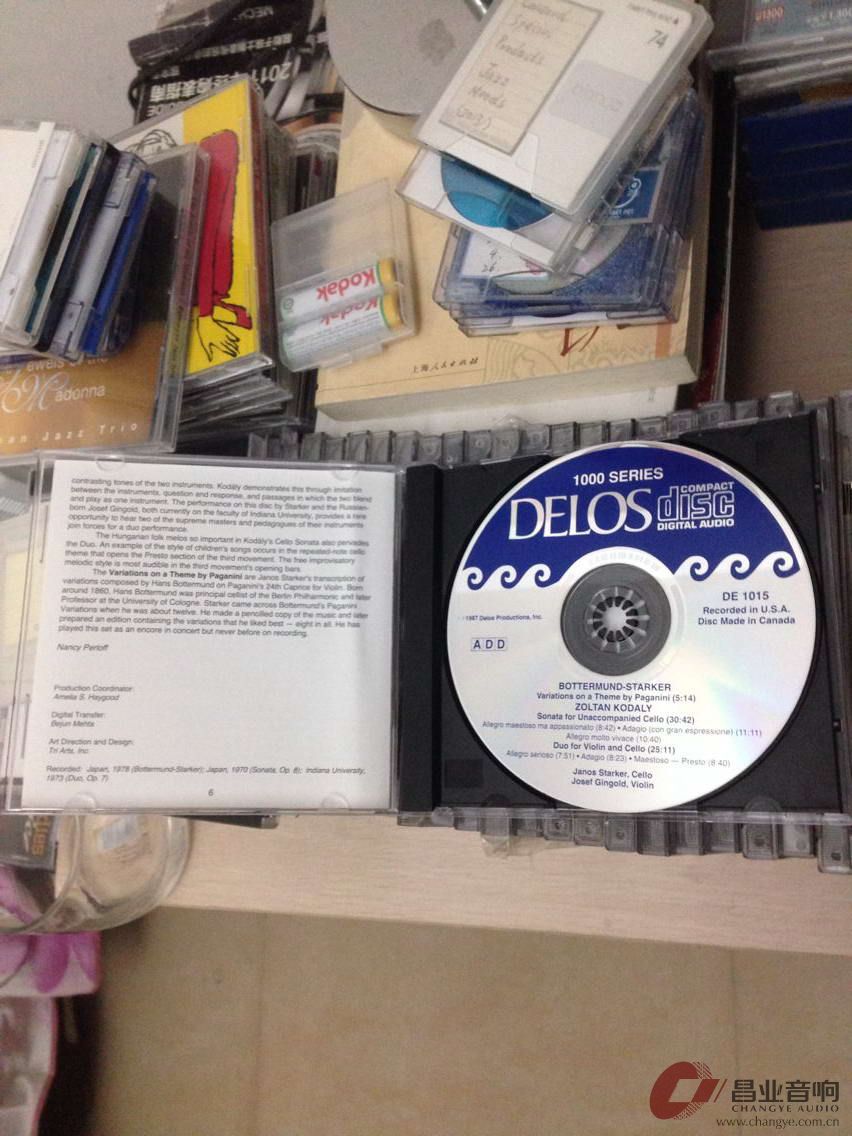 2011
74
Special
Products
Jazz
Moods
Kodak
Kodak
上海人民出版社
Jewels of the
Madonna
Jazz Trio
contrasting tones of the two instruments. Kodály demonstrates this through imitation
between the instruments, question and response, and passages in which the two blend
and play as one instrument. The performance on this disc by Starker and the Russian-
born Josef Gingold, both currently on the faculty of Indiana University, provides a rare
opportunity to hear two of the supreme masters and pedagogues of their instruments
join forces for a duo performance.
The Hungarian folk melos so important in Kodály's Cello Sonata also pervades
the Duo. An example of the style of children's songs occurs in the repeated-note cello
theme that opens the Presto section of the third movement. The free improvisatory
melodic style is most audible in the third movement's opening bars.
The Variations on a Theme by Paganini are Janos Starker's transcription of
variations composed by Hans Bottermund on Paganini's 24th Caprice for Violin. Born
around 1860, Hans Bottermund was principal cellist of the Berlin Philharmonic and later
Professor at the University of Cologne. Starker came across Bottermund's Paganini
Variations when he was about twelve. He made a pencilled copy of the music and later
prepared an edition containing the variations that he liked best — eight in all. He has
played this set as an encore in concert but never before on recording.
Nancy Perloff
Production Coordinator:
Amelia S. Haygood
Digital Transfer:
Bejun Mehta
Art Direction and Design:
Tri Arts, Inc.
Recorded: Japan, 1978 (Bottermund-Starker); Japan, 1970 (Sonata, Op. 8); Indiana University,
1973 (Duo, Op. 7)
6
1000 SERIES
DELOS
COMPACT
disc
DIGITAL AUDIO
DE 1015
Recorded in U.S.A.
Disc Made in Canada
1987 Delos Productions, Inc.
ADD
BOTTERMUND-STARKER
Variations on a Theme by Paganini (5:14)
ZOLTAN KODALY
Sonata for Unaccompanied Cello (30:42)
Allegro maestoso ma appassionato (8:42) • Adagio (con gran espressione) (11:11)
Allegro molto vivace (10:40)
Duo for Violin and Cello (25:11)
Allegro serioso (7:51) • Adagio (8:23) • Maestoso — Presto (8:40)
Janos Starker, Cello
Josef Gingold, Violin
昌业音响
CHANGYE AUDIO
www.changye.com.cn